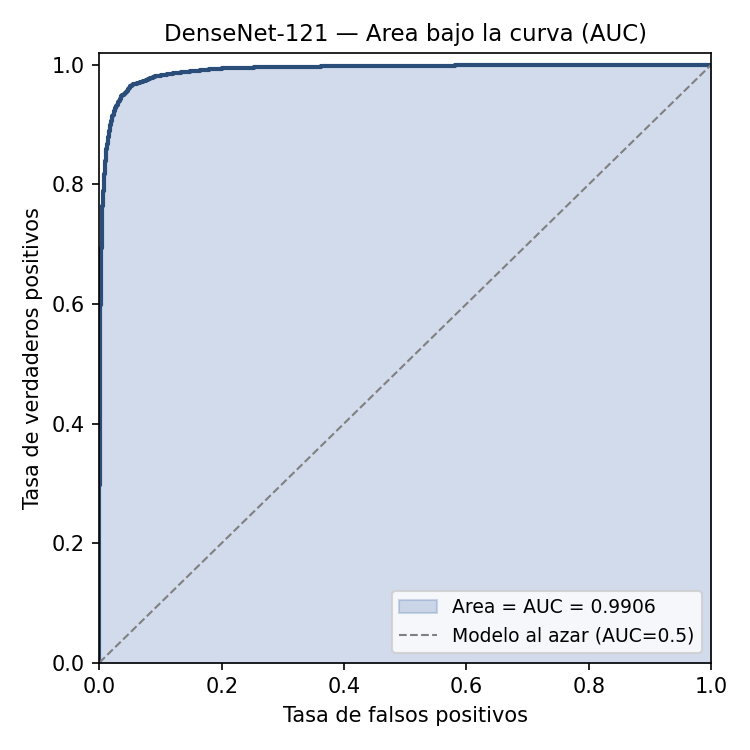 DenseNet-121 — Area bajo la curva (AUC)
Tasa de verdaderos positivos
1.0
0.8
0.6
0.4
0.2
0.0
Area = AUC = 0.9906
Modelo al azar (AUC=0.5)
0.0 0.2 0.4 0.6 0.8 1.0
Tasa de falsos positivos